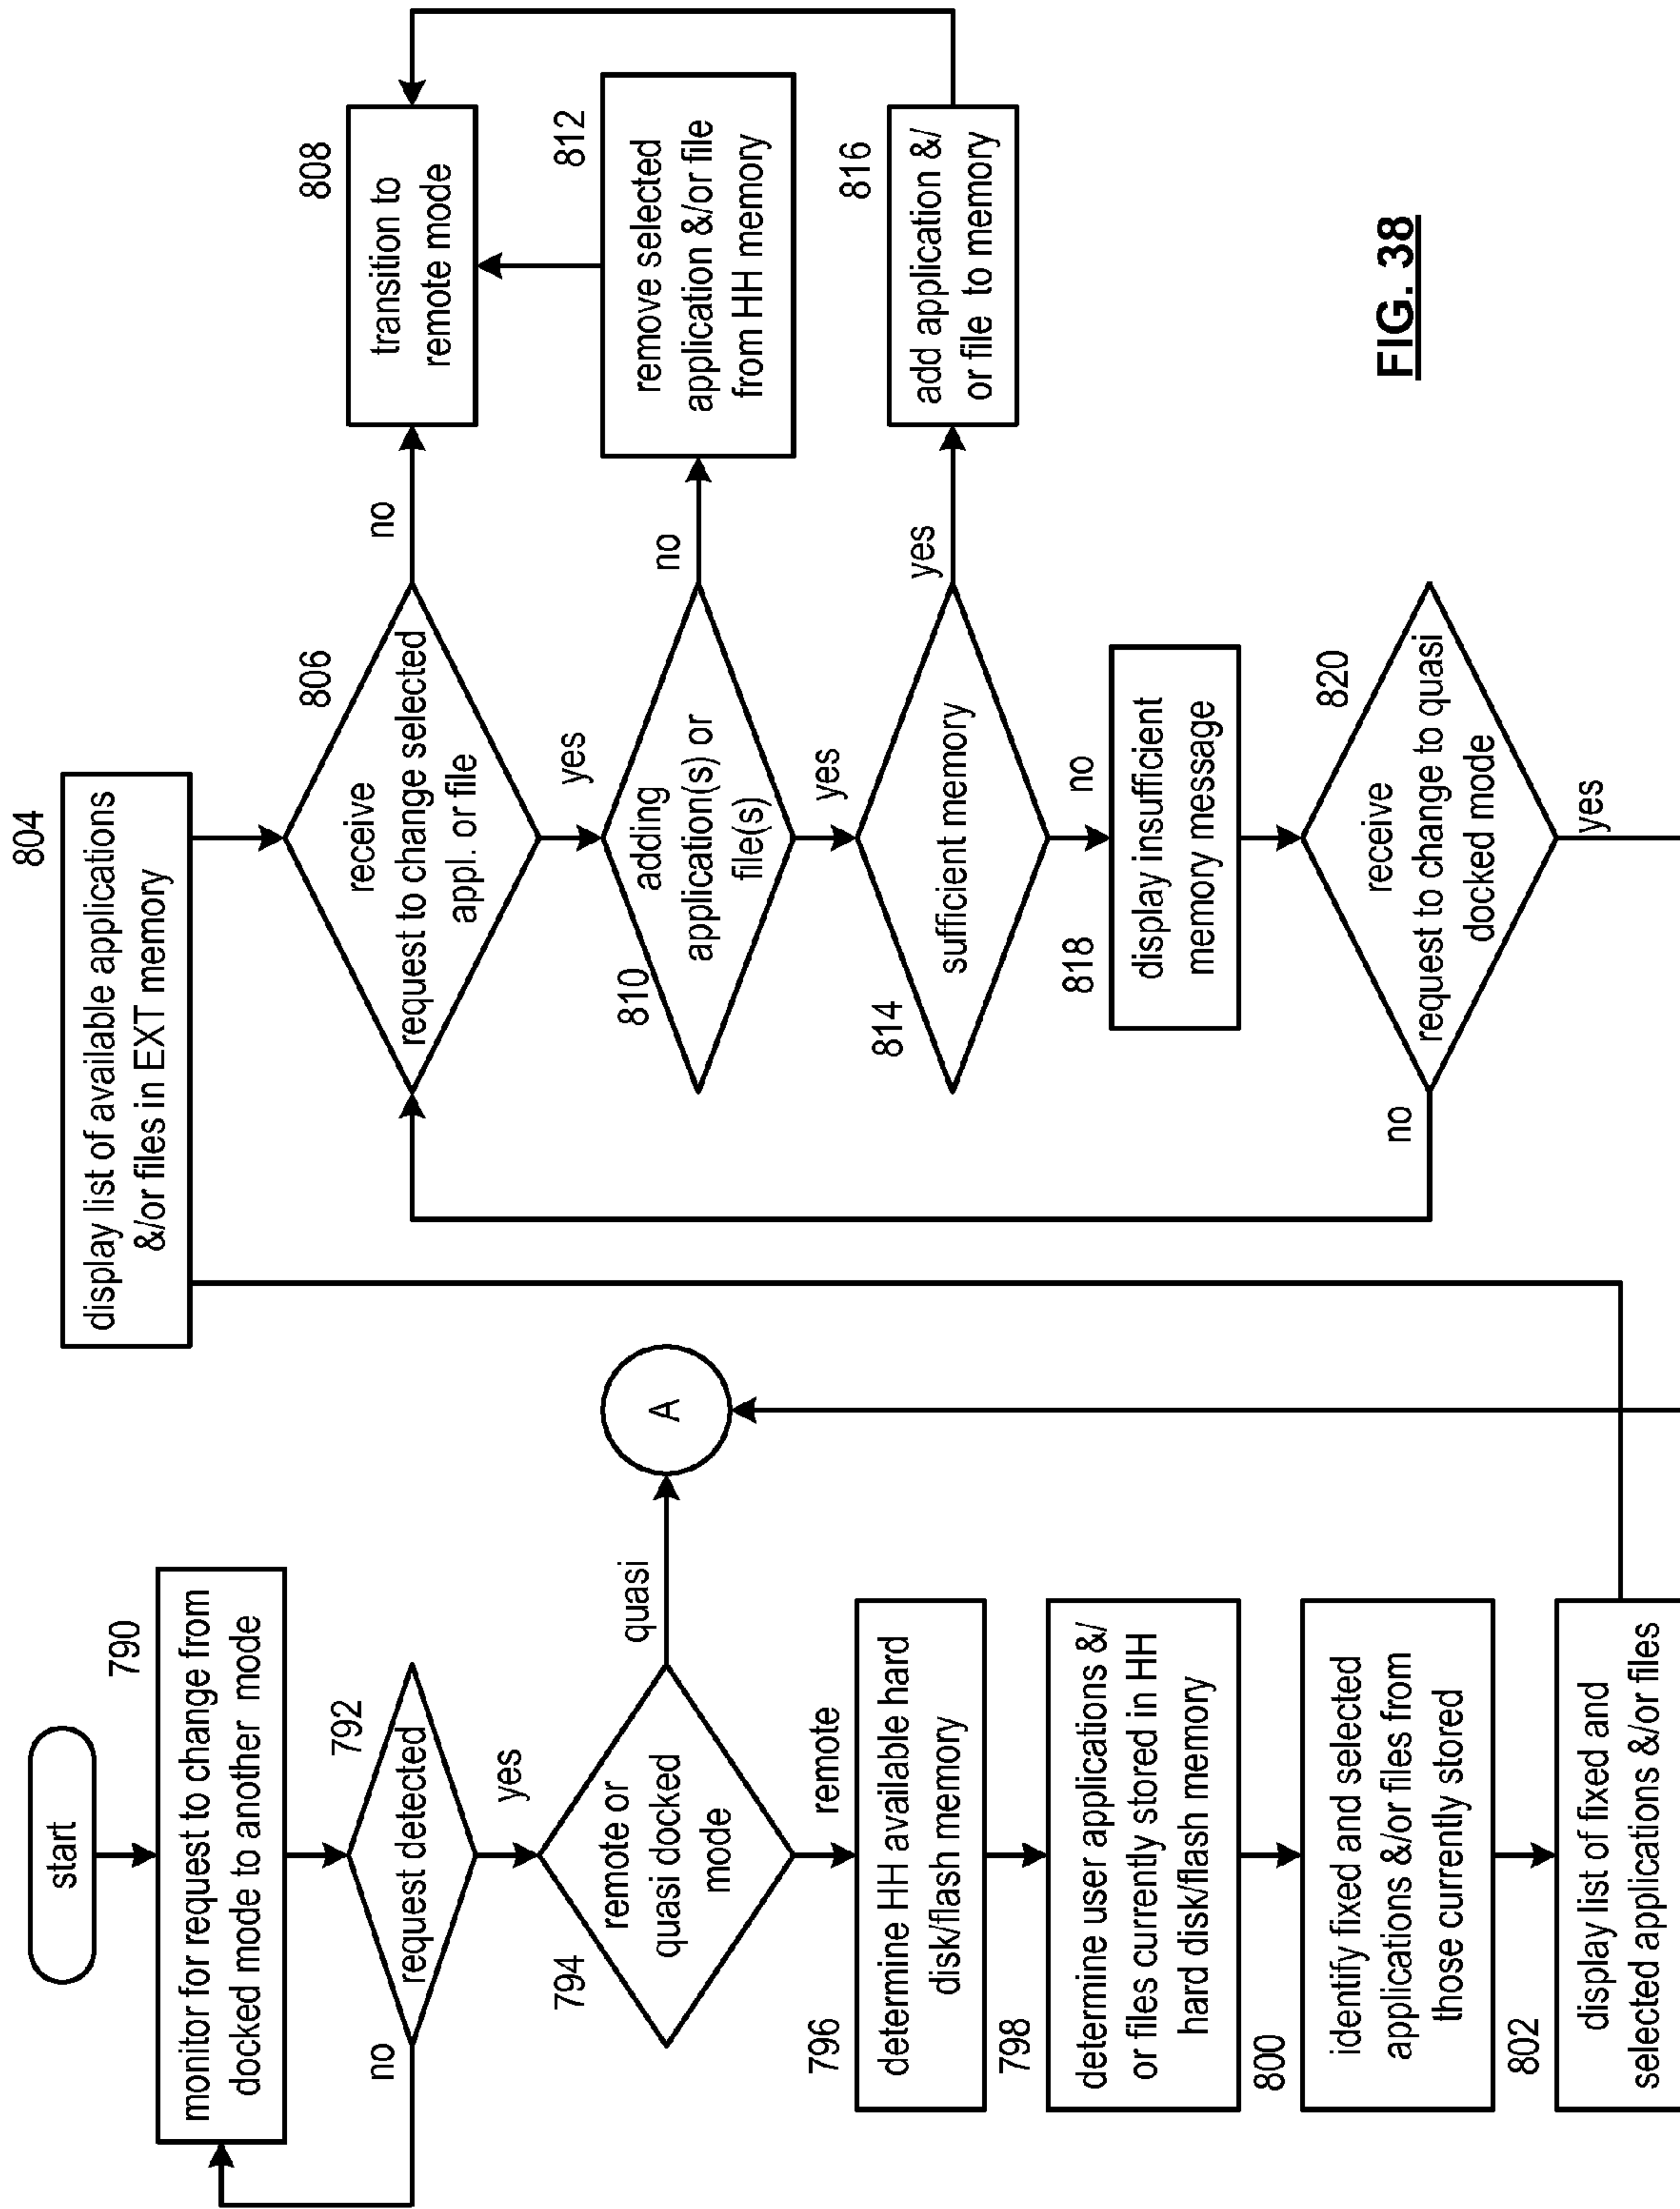 start
790
monitor for request to change from
docked mode to another mode
792
request detected
no
yes
794
remote or
quasi docked
mode
quasi
A
remote
796
determine HH available hard
disk/flash memory
798
determine user applications &/
or files currently stored in HH
hard disk/flash memory
800
identify fixed and selected
applications &/or files from
those currently stored
802
display list of fixed and
selected applications &/or files
804
display list of available applications
&/or files in EXT memory
806
receive
request to change selected
appl. or file
no
808
transition to
remote mode
yes
810
adding
application(s) or
file(s)
no
812
remove selected
application &/or file
from HH memory
yes
814
sufficient memory
yes
816
add application &/
or file to memory
no
818
display insufficient
memory message
820
receive
request to change to quasi
docked mode
no
yes
FIG. 38